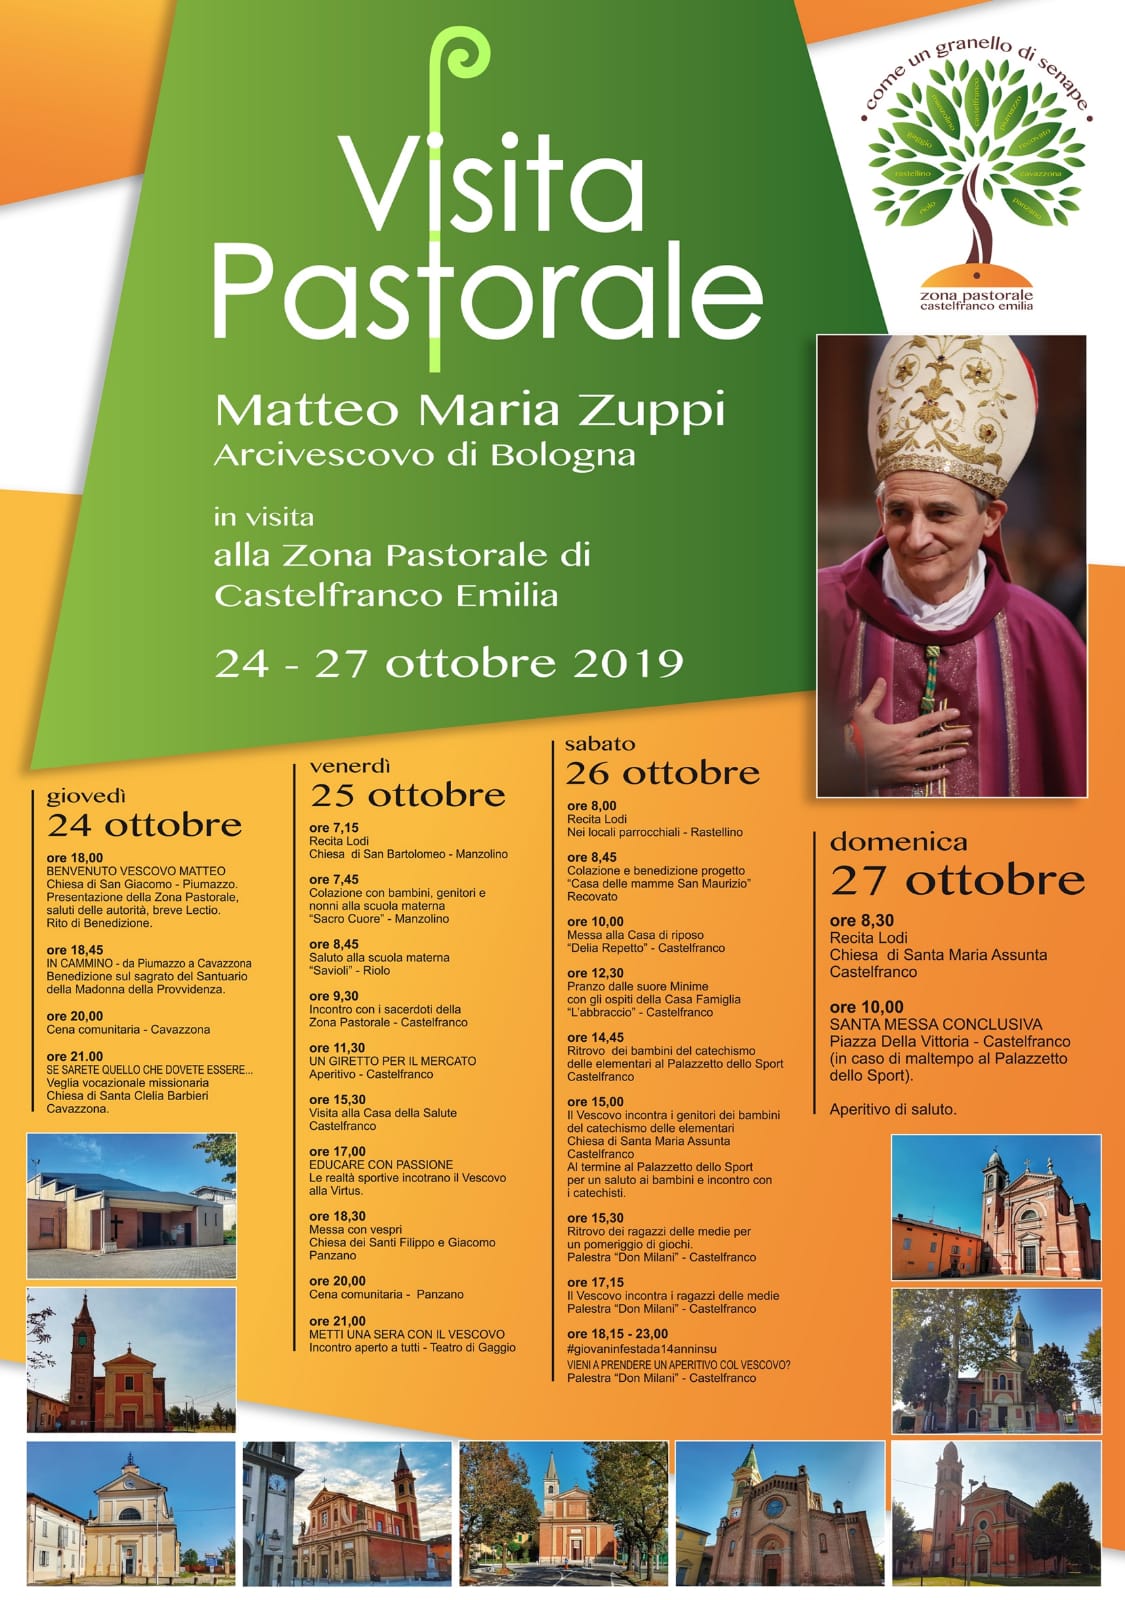 come un granello di senape
manzolino
castelfranco
piumazzo
gaggio
recovato
rastellino
cavazzona
riolo
panzano
zona pastorale
castelfranco emilia
Visita
Pastorale
Matteo Maria Zuppi
Arcivescovo di Bologna
in visita
alla Zona Pastorale di
Castelfranco Emilia
24 - 27 ottobre 2019
giovedì
24 ottobre
ore 18,00
BENVENUTO VESCOVO MATTEO
Chiesa di San Giacomo - Piumazzo.
Presentazione della Zona Pastorale,
saluti delle autorità, breve Lectio.
Rito di Benedizione.
ore 18,45
IN CAMMINO - da Piumazzo a Cavazzona
Benedizione sul sagrato del Santuario
della Madonna della Provvidenza.
ore 20,00
Cena comunitaria - Cavazzona
ore 21.00
SE SARETE QUELLO CHE DOVETE ESSERE...
Veglia vocazionale missionaria
Chiesa di Santa Clelia Barbieri
Cavazzona.
venerdì
25 ottobre
ore 7,15
Recita Lodi
Chiesa di San Bartolomeo - Manzolino
ore 7,45
Colazione con bambini, genitori e
nonni alla scuola materna
“Sacro Cuore” - Manzolino
ore 8,45
Saluto alla scuola materna
“Savioli” - Riolo
ore 9,30
Incontro con i sacerdoti della
Zona Pastorale - Castelfranco
ore 11,30
UN GIRETTO PER IL MERCATO
Aperitivo - Castelfranco
ore 15,30
Visita alla Casa della Salute
Castelfranco
ore 17,00
EDUCARE CON PASSIONE
Le realtà sportive incotrano il Vescovo
alla Virtus.
ore 18,30
Messa con vespri
Chiesa dei Santi Filippo e Giacomo
Panzano
ore 20,00
Cena comunitaria - Panzano
ore 21,00
METTI UNA SERA CON IL VESCOVO
Incontro aperto a tutti - Teatro di Gaggio
sabato
26 ottobre
ore 8,00
Recita Lodi
Nei locali parrocchiali - Rastellino
ore 8,45
Colazione e benedizione progetto
“Casa delle mamme San Maurizio”
Recovato
ore 10,00
Messa alla Casa di riposo
“Delia Repetto” - Castelfranco
ore 12,30
Pranzo dalle suore Minime
con gli ospiti della Casa Famiglia
“L'abbraccio” - Castelfranco
ore 14,45
Ritrovo dei bambini del catechismo
delle elementari al Palazzetto dello Sport
Castelfranco
ore 15,00
Il Vescovo incontra i genitori dei bambini
del catechismo delle elementari
Chiesa di Santa Maria Assunta
Castelfranco
Al termine al Palazzetto dello Sport
per un saluto ai bambini e incontro con
i catechisti.
ore 15,30
Ritrovo dei ragazzi delle medie per
un pomeriggio di giochi.
Palestra “Don Milani” - Castelfranco
ore 17,15
Il Vescovo incontra i ragazzi delle medie
Palestra “Don Milani” - Castelfranco
ore 18,15 - 23,00
#giovaninfestada14anninsu
VIENI A PRENDERE UN APERITIVO COL VESCOVO?
Palestra “Don Milani” - Castelfranco
domenica
27 ottobre
ore 8,30
Recita Lodi
Chiesa di Santa Maria Assunta
Castelfranco
ore 10,00
SANTA MESSA CONCLUSIVA
Piazza Della Vittoria - Castelfranco
(in caso di maltempo al Palazzetto
dello Sport).
Aperitivo di saluto.